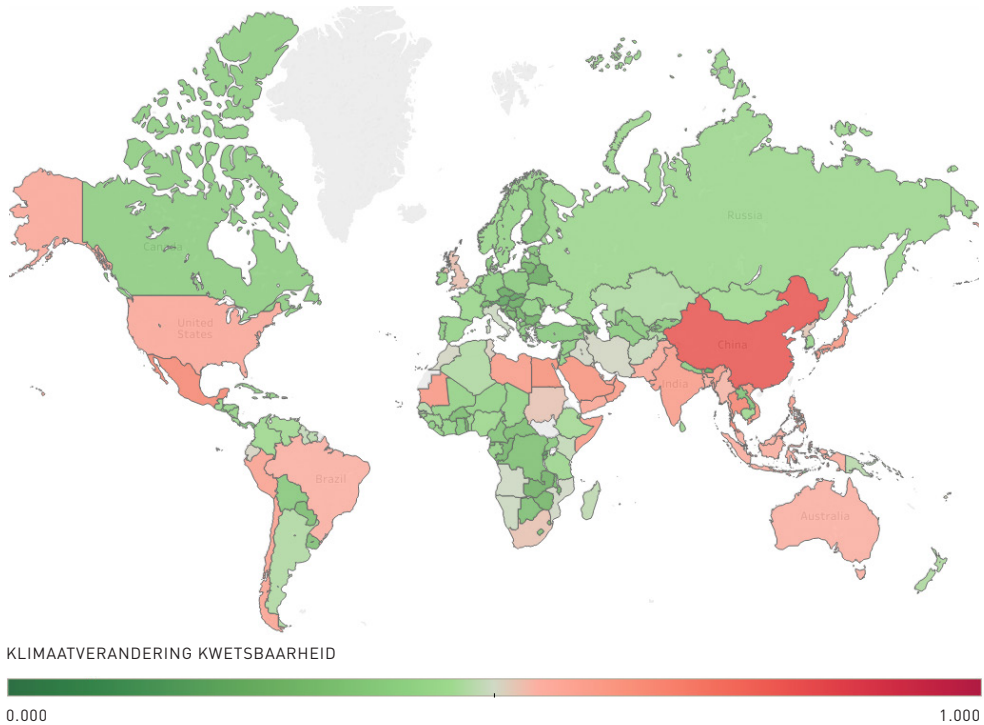 Russia
Canada
United
States
China
India
Brazil
Australia
KLIMAATVERANDERING KWETSBAARHEID
0.000
1.000